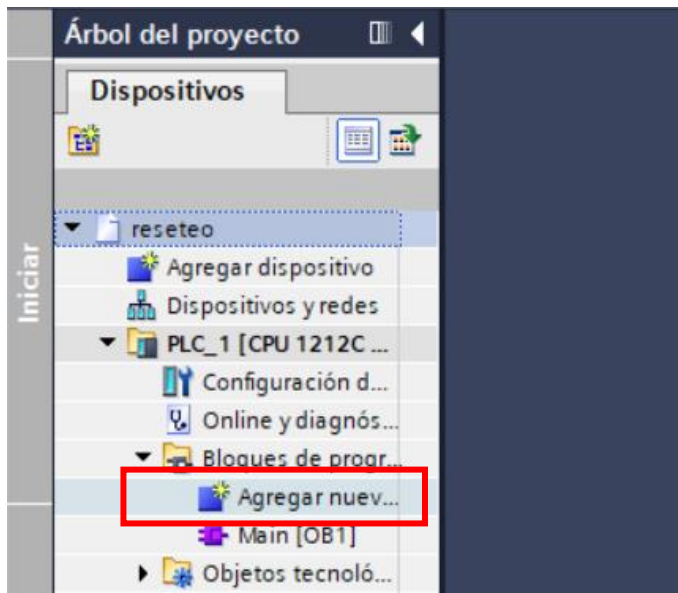 Árbol del proyecto
Dispositivos
Iniciar
reseteo
Agregar dispositivo
Dispositivos y redes
PLC_1 [CPU 1212C ...
Configuración d...
Online y diagnós...
Bloques de progr...
Agregar nuev...
Main [OB1]
Objetos tecnoló...